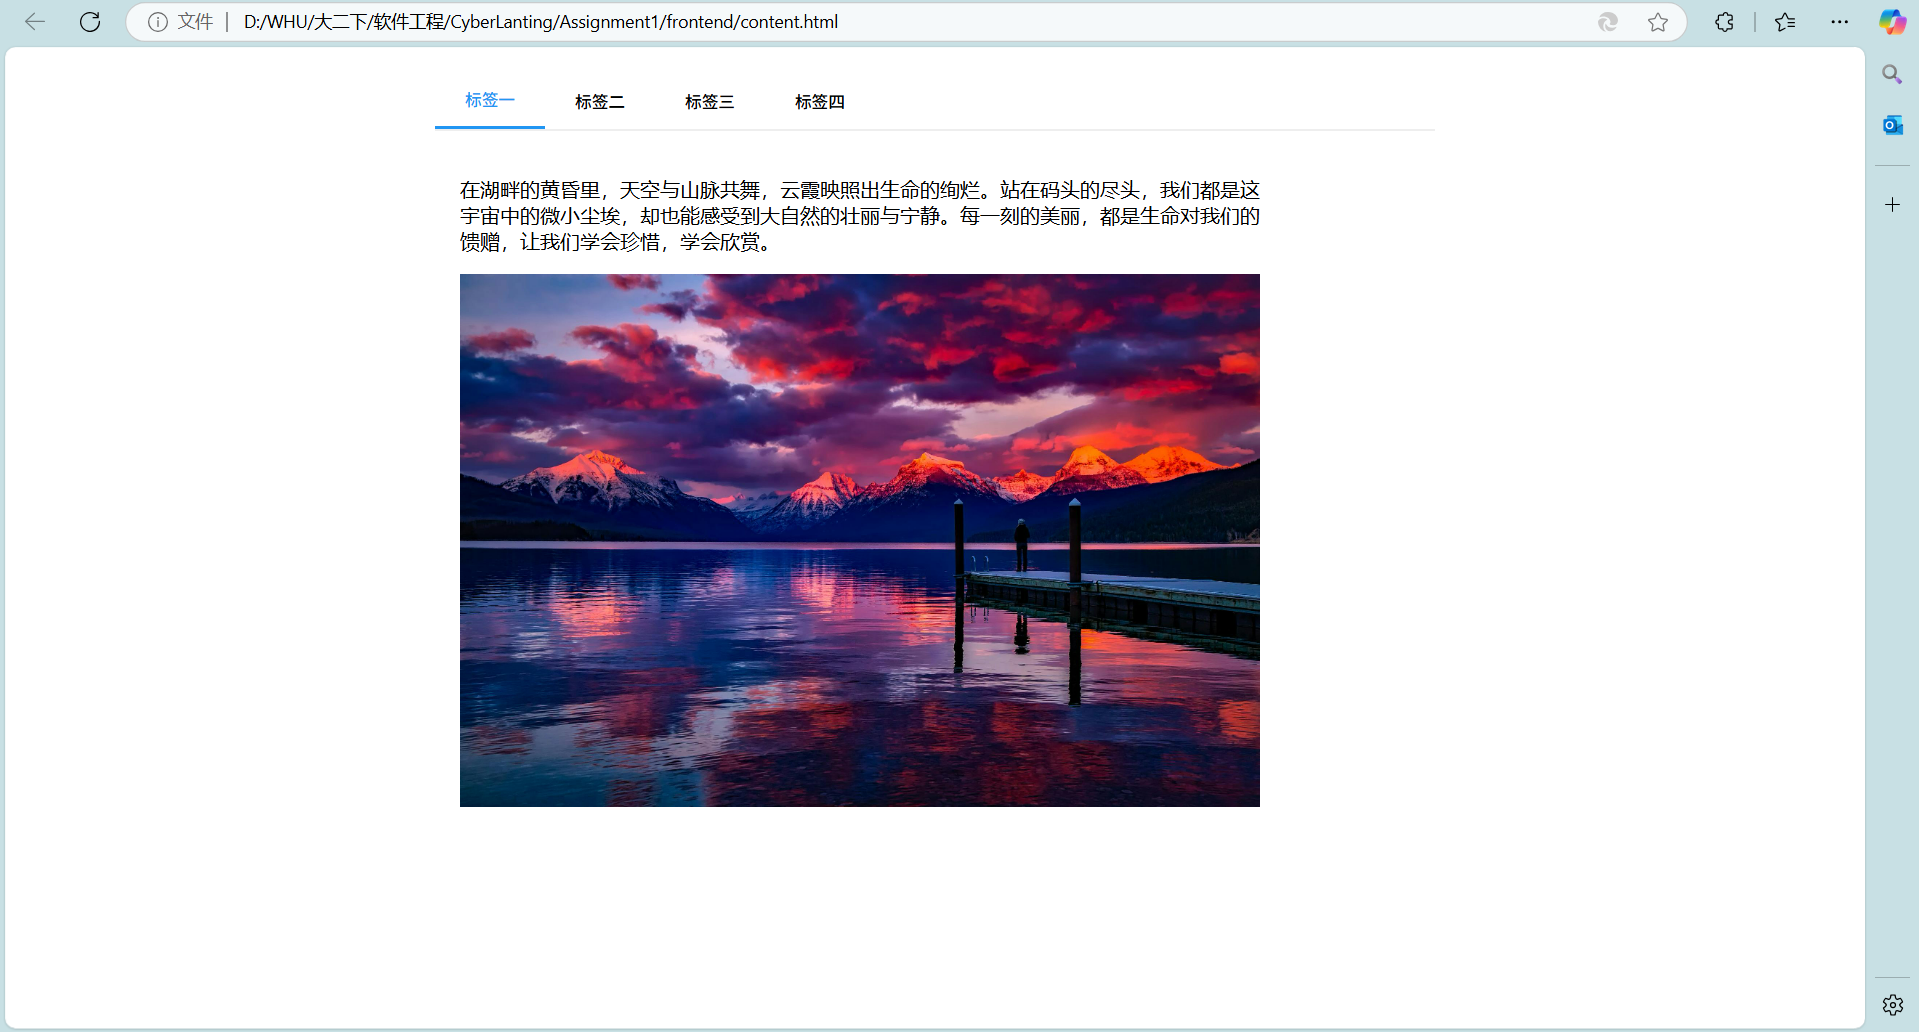 文件
D:/WHU/大二下/软件工程/CyberLanting/Assignment1/frontend/content.html
标签一
标签二
标签三
标签四
在湖畔的黄昏里，天空与山脉共舞，云霞映照出生命的绚烂。站在码头的尽头，我们都是这
宇宙中的微小尘埃，却也能感受到大自然的壮丽与宁静。每一刻的美丽，都是生命对我们的
馈赠，让我们学会珍惜，学会欣赏。